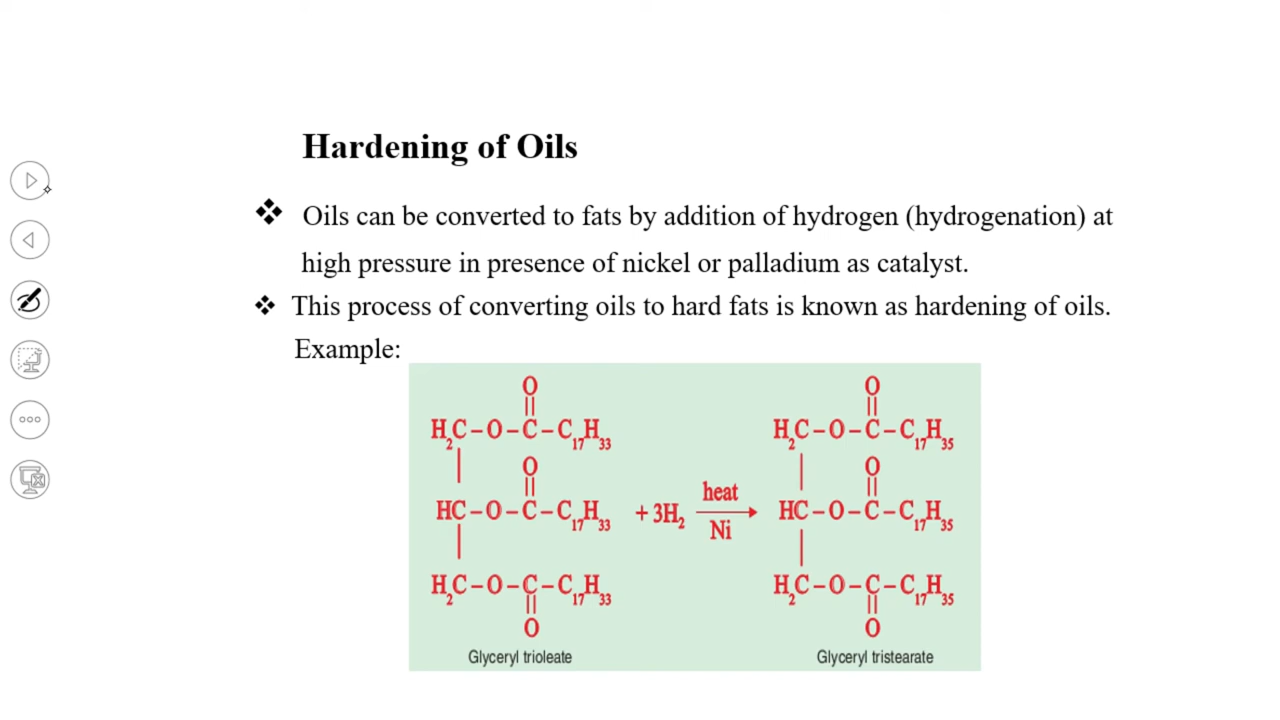 Hardening of Oils
❖ Oils can be converted to fats by addition of hydrogen (hydrogenation) at
high pressure in presence of nickel or palladium as catalyst.
❖ This process of converting oils to hard fats is known as hardening of oils.
Example:
O O
H₂C – O – C – C₁₇H₃₃ H₂C – O – C – C₁₇H₃₅
O O
HC – O – C – C₁₇H₃₃ + 3H₂ heat Ni HC – O – C – C₁₇H₃₅
H₂C – O – C – C₁₇H₃₃ H₂C – O – C – C₁₇H₃₅
O O
Glyceryl trioleate Glyceryl tristearate